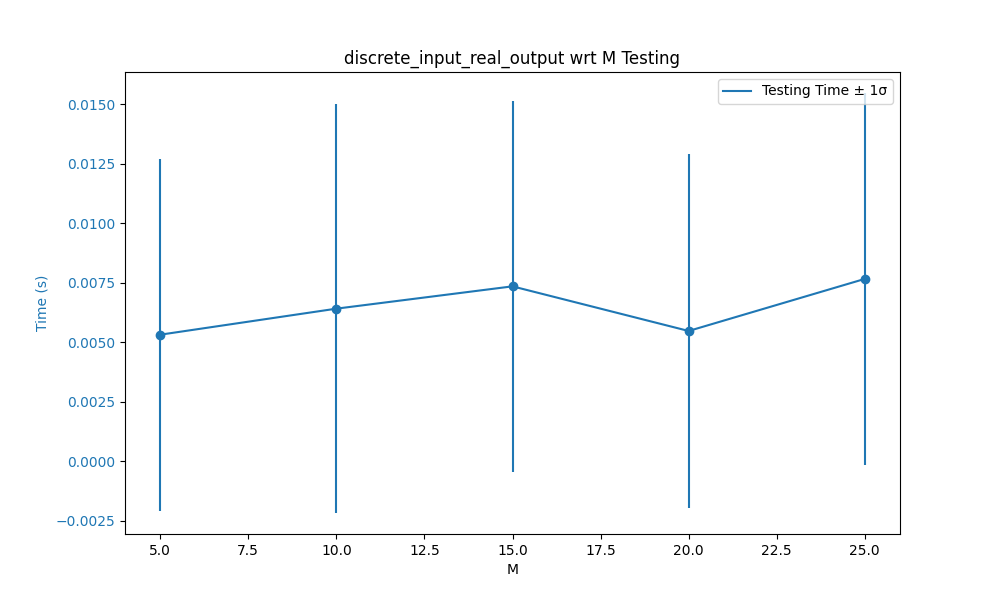 discrete_input_real_output wrt M Testing
Testing Time ± 1σ
Time (s)
0.0150
0.0125
0.0100
0.0075
0.0050
0.0025
0.0000
−0.0025
5.0 7.5 10.0 12.5 15.0 17.5 20.0 22.5 25.0
M